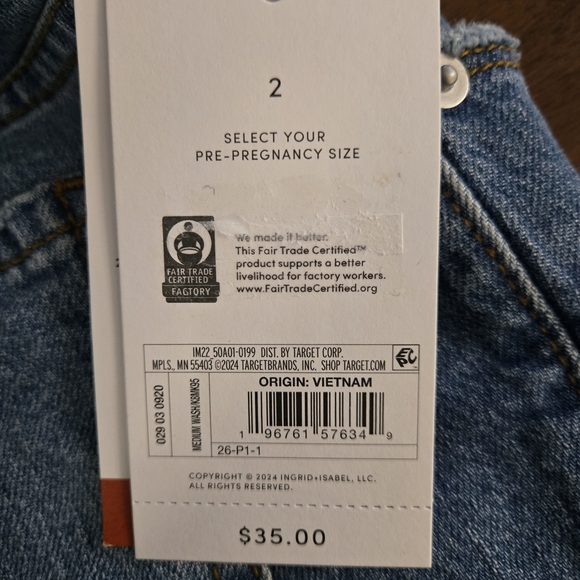 2
SELECT YOUR
PRE-PREGNANCY SIZE
We made it better.
This Fair Trade Certified™
product supports a better
livelihood for factory workers.
www.FairTradeCertified.org
FAIR TRADE
CERTIFIED
FACTORY
IM22_50A01-0199 DIST. BY TARGET CORP.
MPLS., MN 55403 ©2024 TARGETBRANDS, INC. SHOP TARGET.COM
EPC
029 03 0920
MEDIUM WASH/K8MK95
ORIGIN: VIETNAM
1 96761 57634 9
26-P1-1
COPYRIGHT © 2024 INGRID+ISABEL, LLC.
ALL RIGHTS RESERVED.
$35.00